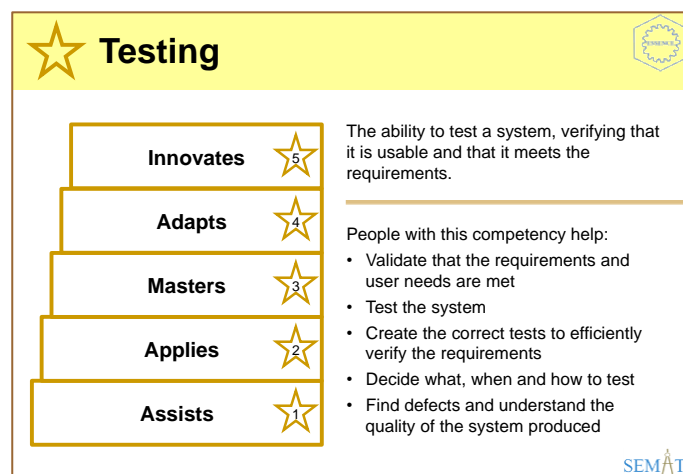 Testing
ESSENCE
Innovates 5
Adapts 4
Masters 3
Applies 2
Assists 1
The ability to test a system, verifying that
it is usable and that it meets the
requirements.
People with this competency help:
• Validate that the requirements and
user needs are met
• Test the system
• Create the correct tests to efficiently
verify the requirements
• Decide what, when and how to test
• Find defects and understand the
quality of the system produced
SEMAT